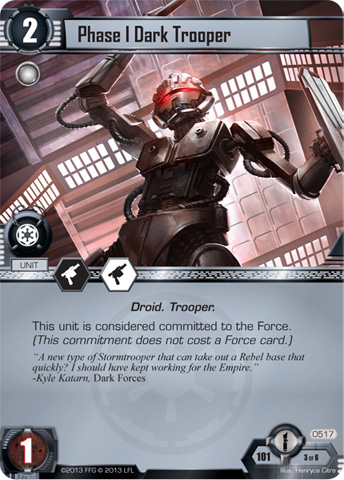 2
Phase I Dark Trooper
UNIT
Droid. Trooper.
This unit is considered committed to the Force.
(This commitment does not cost a Force card.)
“A new type of Stormtrooper that can take out a Rebel base that
quickly? I should have kept working for the Empire.”
-Kyle Katarn, Dark Forces
0517
1
101
3 of 6
©2013 FFG © 2013 LFL
Illus. Henryca Citra